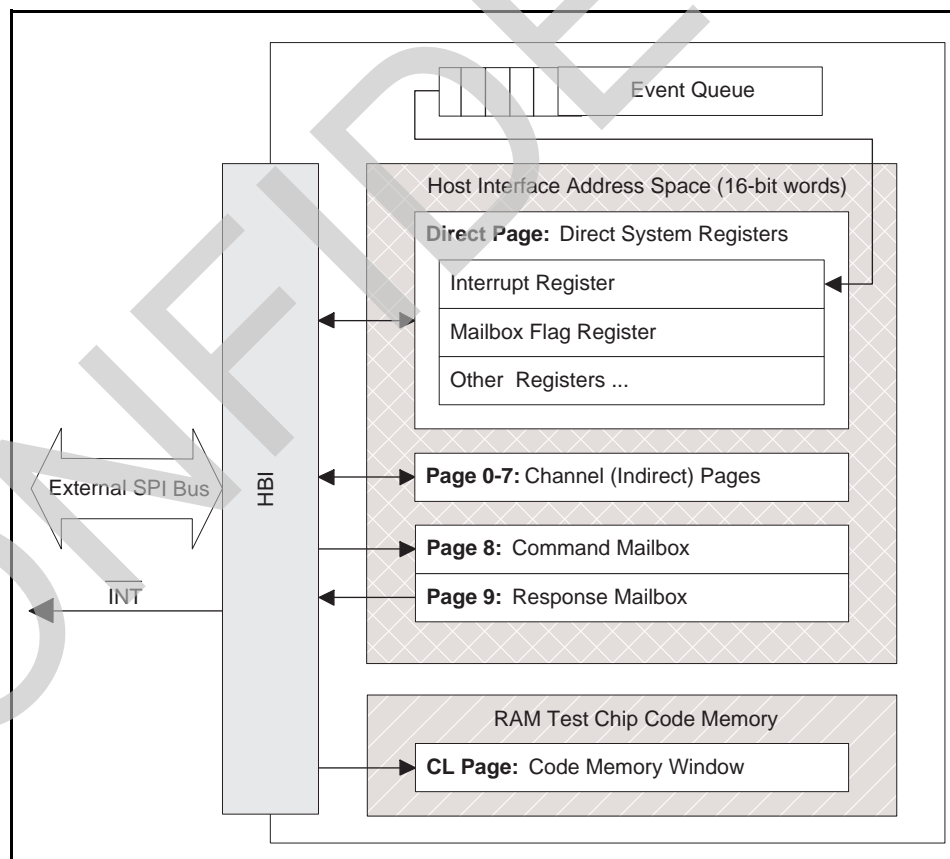 Event Queue
Host Interface Address Space (16-bit words)
Direct Page: Direct System Registers
Interrupt Register
Mailbox Flag Register
Other Registers ...
External SPI Bus
HBI
Page 0-7: Channel (Indirect) Pages
Page 8: Command Mailbox
INT
Page 9: Response Mailbox
RAM Test Chip Code Memory
CL Page: Code Memory Window
ONFIDE